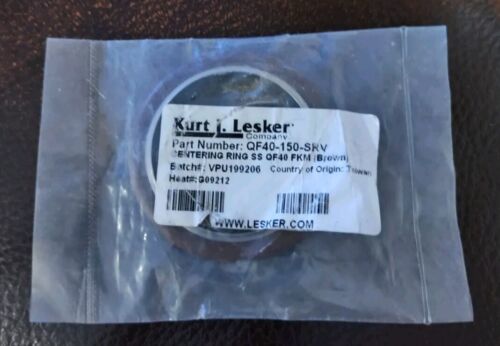 Kurt J. Lesker
Company
Part Number: QF40-150-SRV
CENTERING RING SS QF40 FKM (Brown)
Batch#: VPU199206 Country of Origin: Taiwan
Heat#: G09212
WWW.LESKER.COM